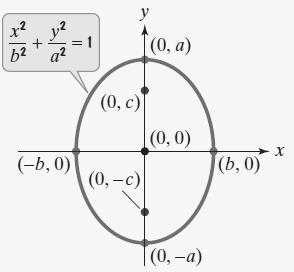 y
x²/b² + y²/a² = 1
(0, a)
(0, c)
(0, 0)
x
(−b, 0)
(b, 0)
(0, −c)
(0, −a)